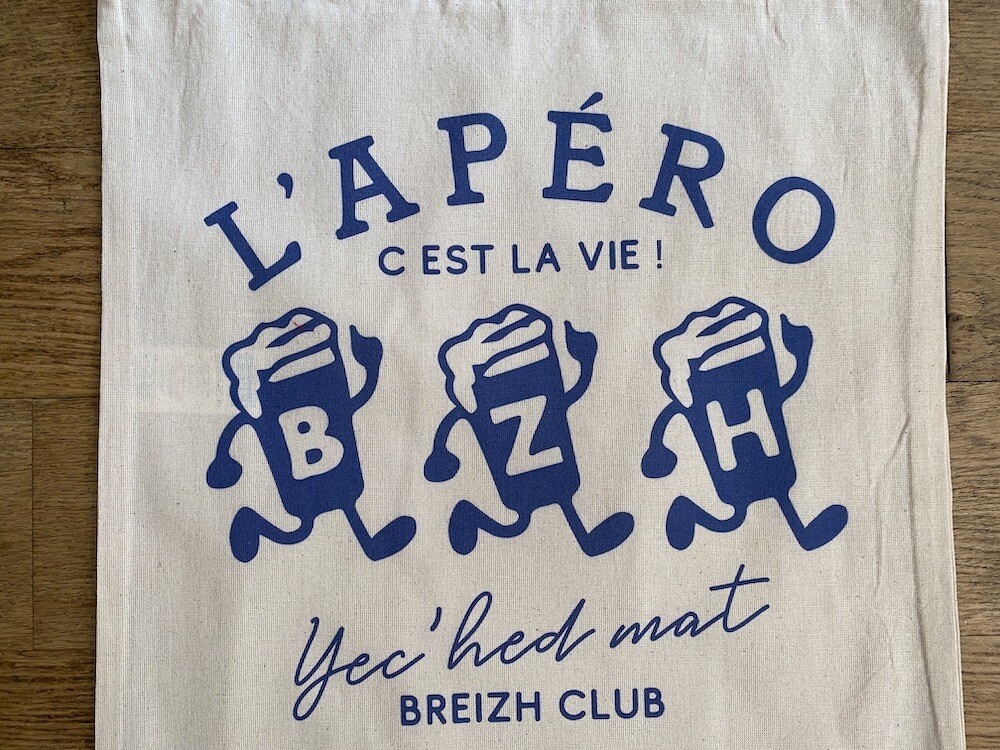 L'APÉRO
C EST LA VIE !
B Z H
Yec'hed mat
BREIZH CLUB